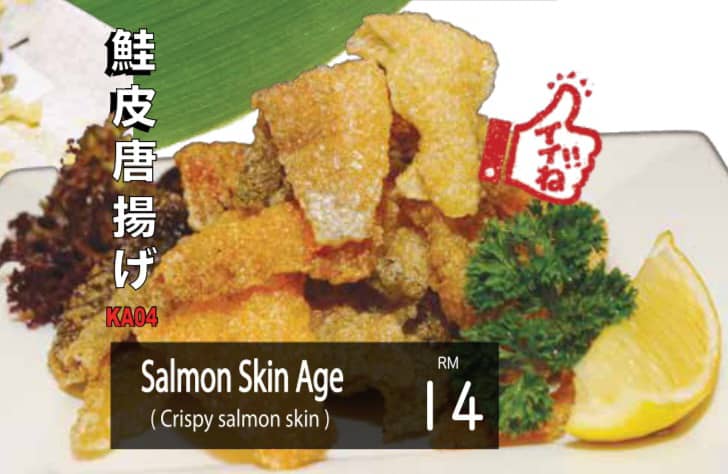 鮭皮唐揚げ
KA04
イイね!!
Salmon Skin Age
( Crispy salmon skin )
RM
14